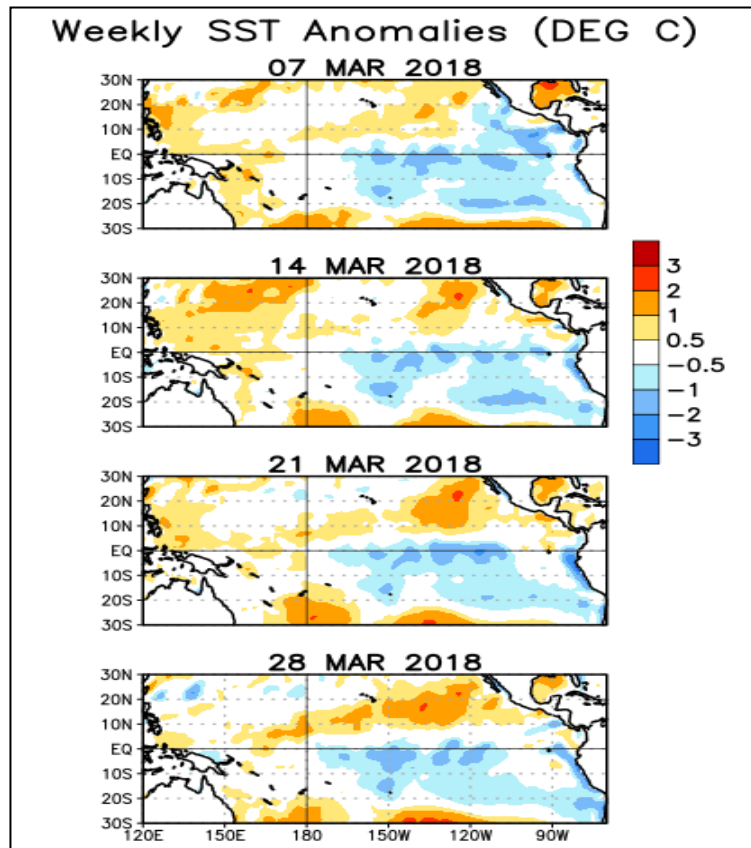 Weekly SST Anomalies (DEG C)
07 MAR 2018
30N
20N
10N
EQ
10S
20S
30S
14 MAR 2018
30N
20N
10N
EQ
10S
20S
30S
3
2
1
0.5
-0.5
-1
-2
-3
21 MAR 2018
30N
20N
10N
EQ
10S
20S
30S
28 MAR 2018
30N
20N
10N
EQ
10S
20S
30S
120E 150E 180 150W 120W 90W